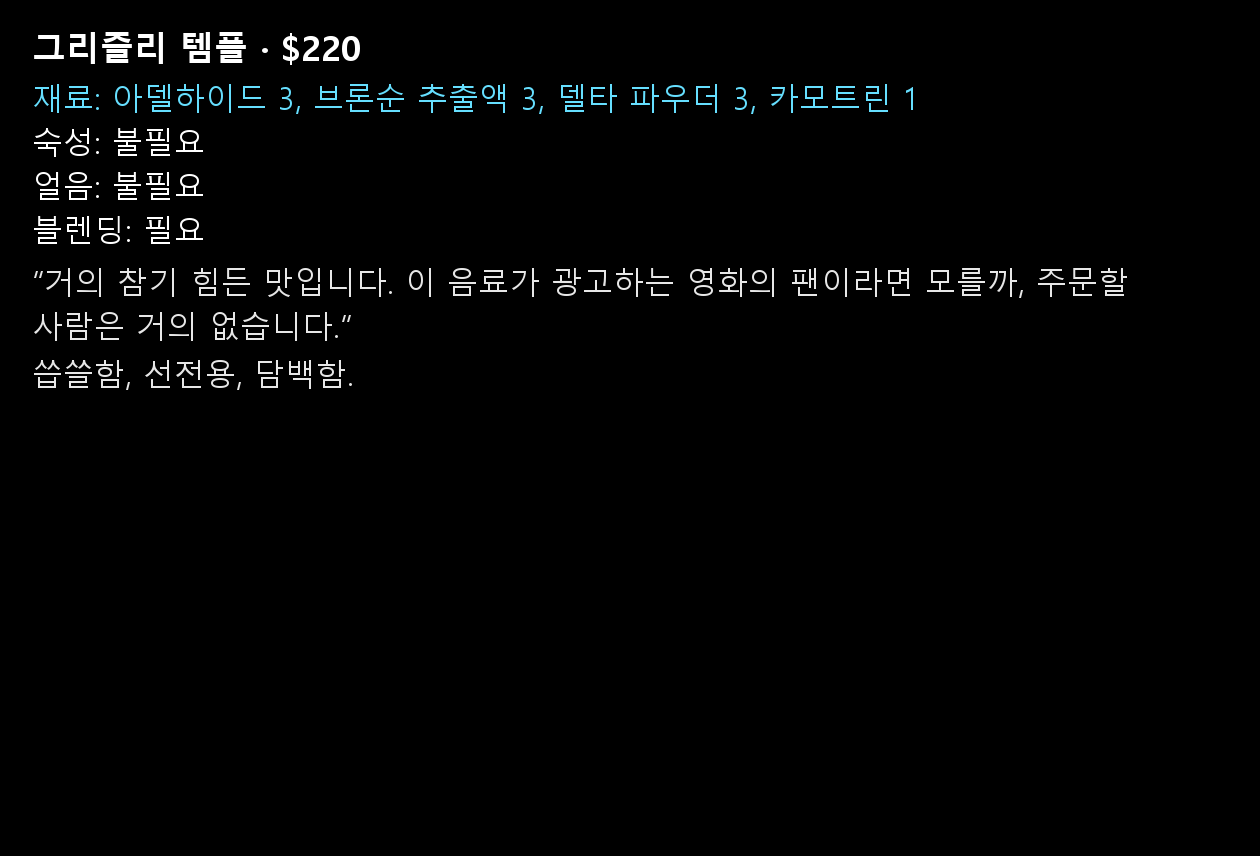 그리즐리 템플 · $220
재료: 아델하이드 3, 브론순 추출액 3, 델타 파우더 3, 카모트린 1
숙성: 불필요
얼음: 불필요
블렌딩: 필요
“거의 참기 힘든 맛입니다. 이 음료가 광고하는 영화의 팬이라면 모를까, 주문할
사람은 거의 없습니다.“
씁쓸함, 선전용, 담백함.